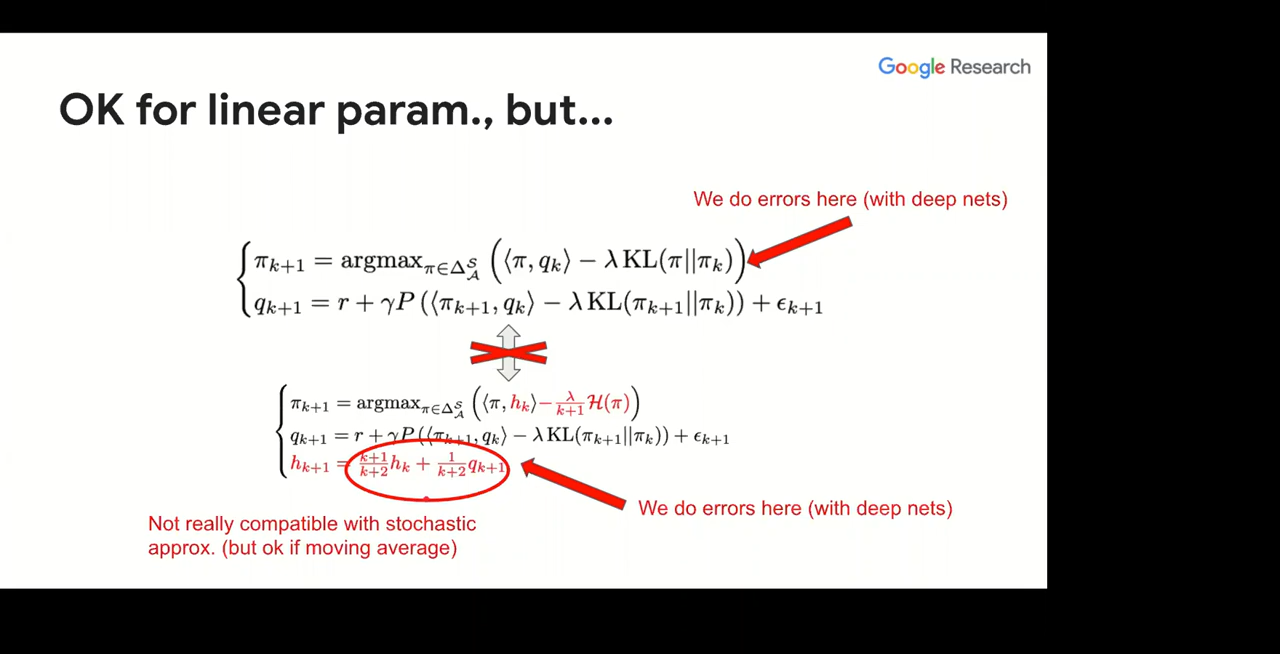 Google Research
OK for linear param., but...
We do errors here (with deep nets)
π_{k+1} = argmax_{π∈Δ_𝒜^𝒮} (⟨π, q_k⟩ − λ KL(π||π_k))
q_{k+1} = r + γP (⟨π_{k+1}, q_k⟩ − λ KL(π_{k+1}||π_k)) + ϵ_{k+1}
π_{k+1} = argmax_{π∈Δ_𝒜^𝒮} (⟨π, h_k⟩ − λ/(k+1) ℋ(π))
q_{k+1} = r + γP (⟨π_{k+1}, q_k⟩ − λ KL(π_{k+1}||π_k)) + ϵ_{k+1}
h_{k+1} = (k+1)/(k+2) h_k + 1/(k+2) q_{k+1}
We do errors here (with deep nets)
Not really compatible with stochastic
approx. (but ok if moving average)